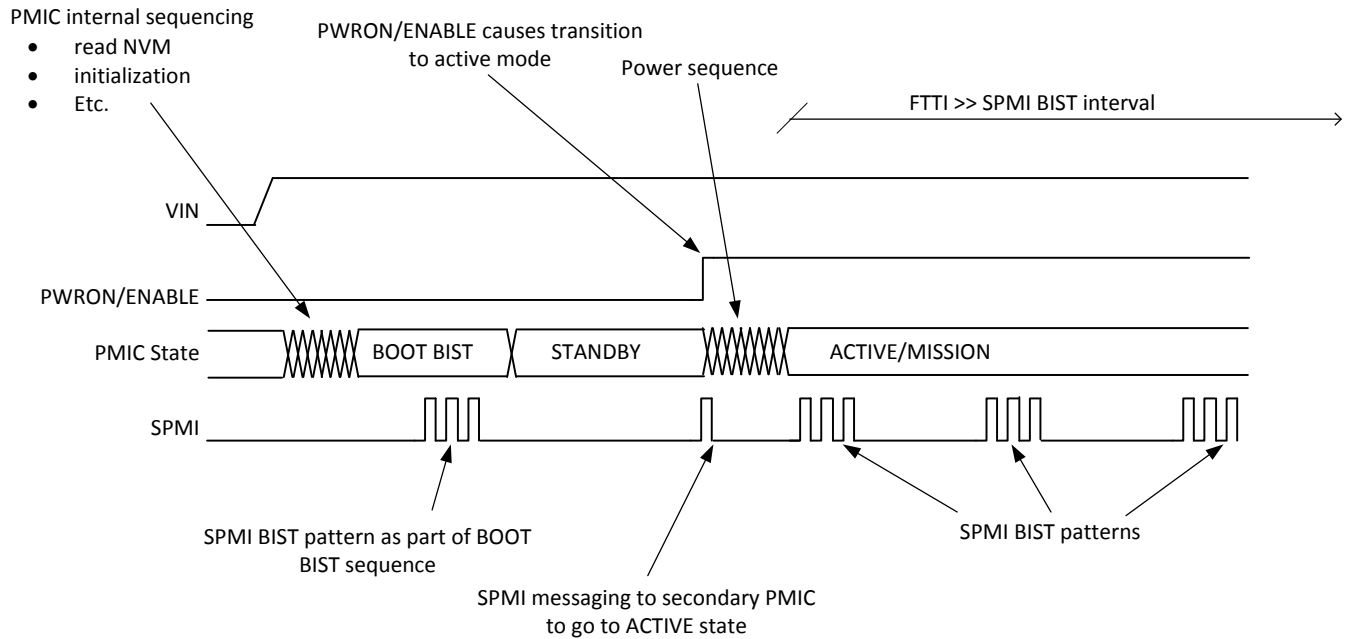 PMIC internal sequencing
• read NVM
• initialization
• Etc.
PWRON/ENABLE causes transition
to active mode
Power sequence
FTTI >> SPMI BIST interval
VIN
PWRON/ENABLE
PMIC State
BOOT BIST
STANDBY
ACTIVE/MISSION
SPMI
SPMI BIST pattern as part of BOOT
BIST sequence
SPMI messaging to secondary PMIC
to go to ACTIVE state
SPMI BIST patterns